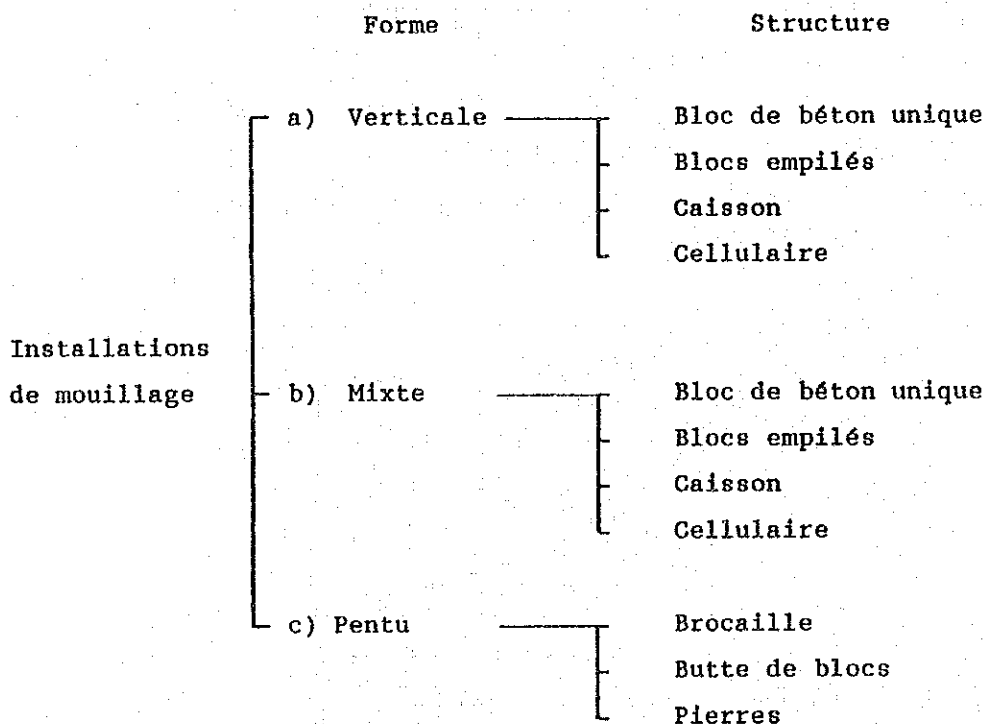 Forme Structure
a) Verticale Bloc de béton unique
Blocs empilés
Caisson
Cellulaire
Installations
de mouillage b) Mixte Bloc de béton unique
Blocs empilés
Caisson
Cellulaire
c) Pentu Brocaille
Butte de blocs
Pierres